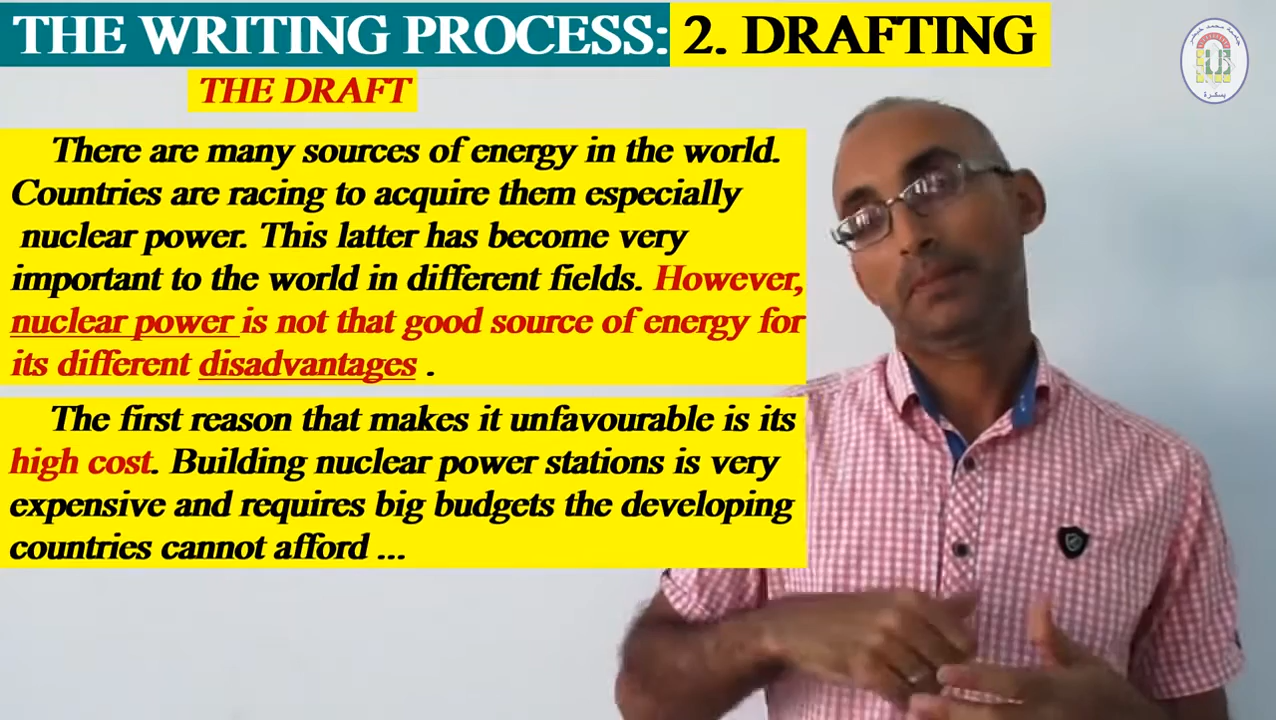 THE WRITING PROCESS: 2. DRAFTING
THE DRAFT
There are many sources of energy in the world.
Countries are racing to acquire them especially
nuclear power. This latter has become very
important to the world in different fields. However,
nuclear power is not that good source of energy for
its different disadvantages .
The first reason that makes it unfavourable is its
high cost. Building nuclear power stations is very
expensive and requires big budgets the developing
countries cannot afford ...
جامعة محمد خيضر
بسكرة